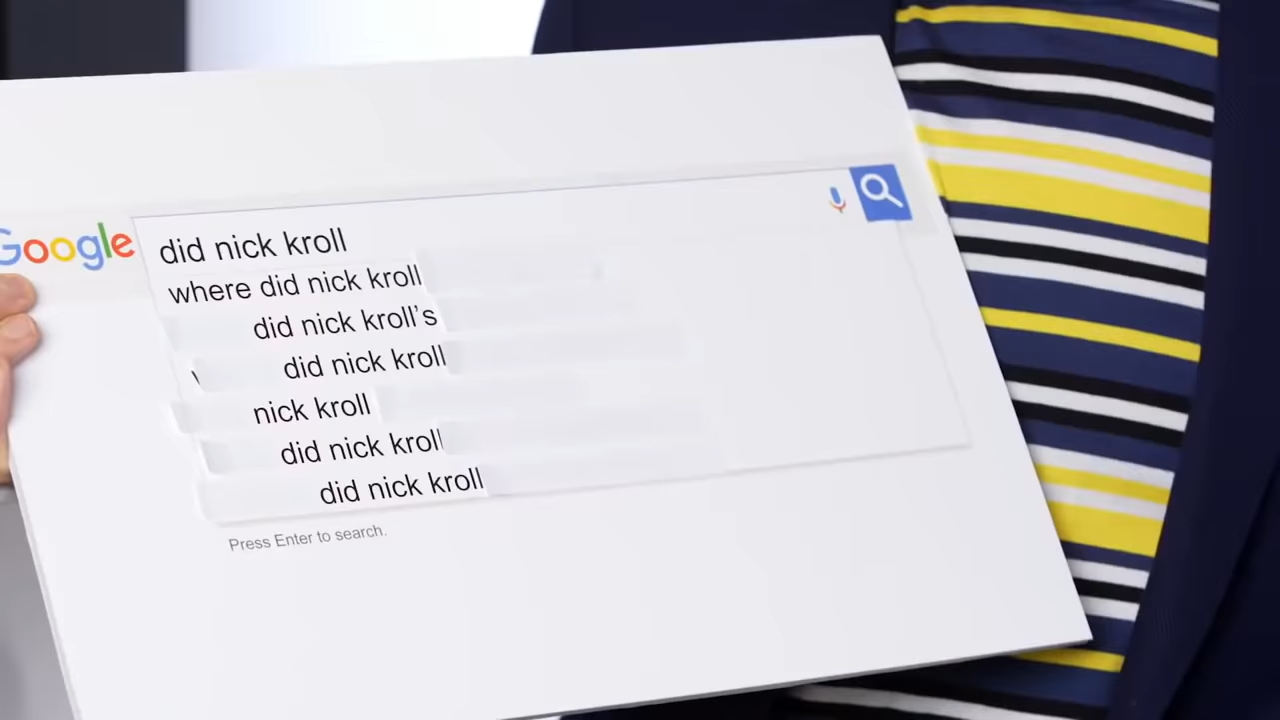 Google
did nick kroll
where did nick kroll
did nick kroll's
did nick kroll
nick kroll
did nick kroll
did nick kroll
Press Enter to search.